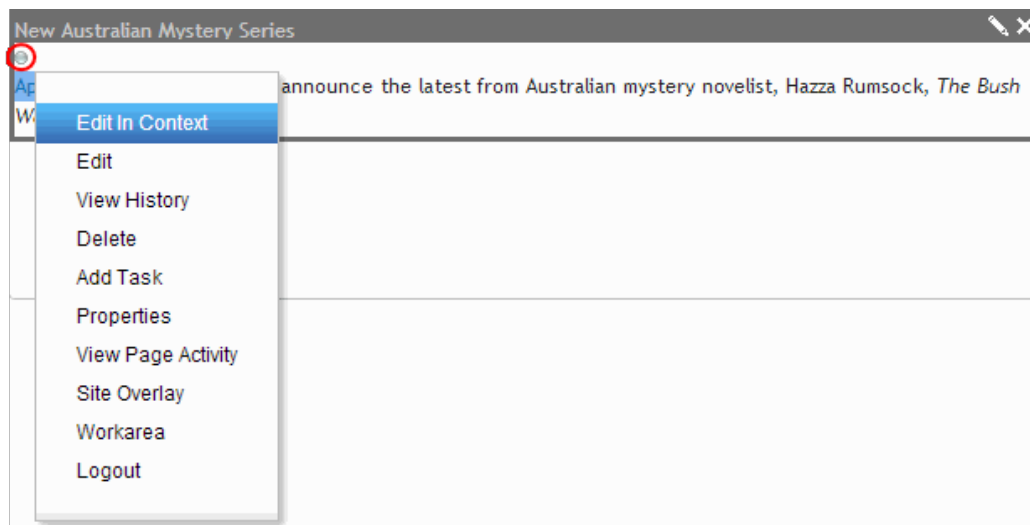 New Australian Mystery Series
announce the latest from Australian mystery novelist, Hazza Rumsock, The Bush
Edit In Context
Edit
View History
Delete
Add Task
Properties
View Page Activity
Site Overlay
Workarea
Logout